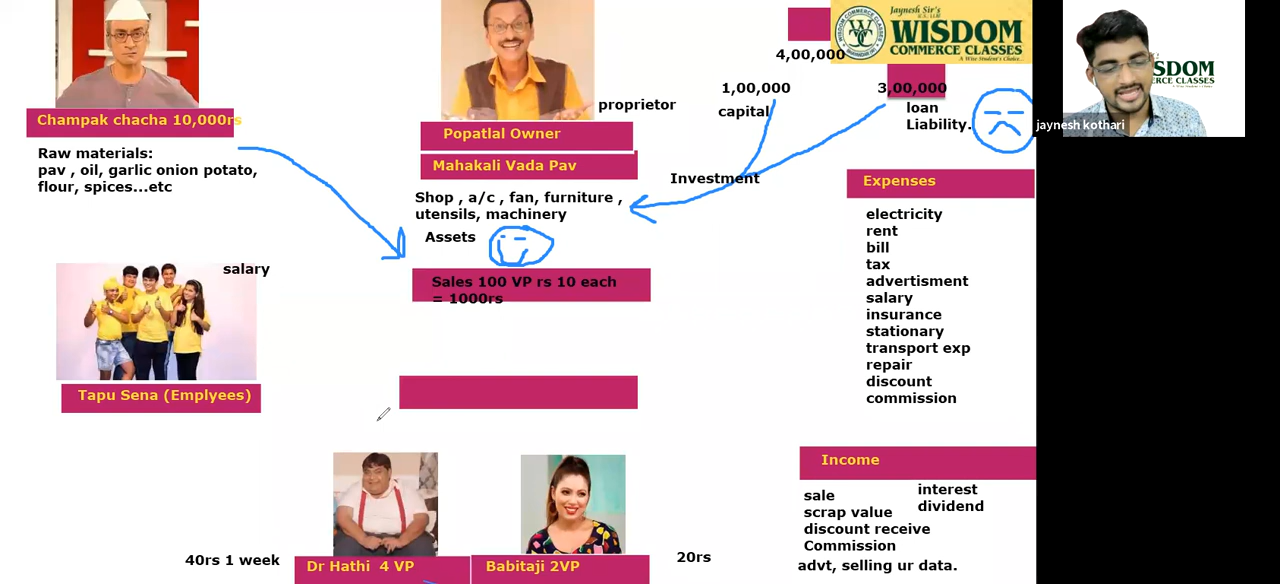 Champak chacha 10,000rs
Raw materials:
pav , oil, garlic onion potato,
flour, spices...etc
salary
Tapu Sena (Emplyees)
proprietor
Popatlal Owner
Mahakali Vada Pav
Shop , a/c , fan, furniture ,
utensils, machinery
Assets
Sales 100 VP rs 10 each
= 1000rs
Investment
4,00,000
1,00,000
capital
3,00,000
loan
Liability.
Jaynesh Sir's
WISDOM
COMMERCE CLASSES
A Wise Student's Choice...
SDOM
ERCE CLASSES
jaynesh kothari
Expenses
electricity
rent
bill
tax
advertisment
salary
insurance
stationary
transport exp
repair
discount
commission
Income
sale
scrap value
discount receive
Commission
advt, selling ur data.
interest
dividend
40rs 1 week
Dr Hathi 4 VP
Babitaji 2VP
20rs